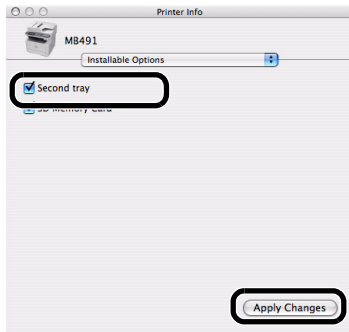 Printer Info
MB491
Installable Options
Second tray
SD Memory Card
Apply Changes